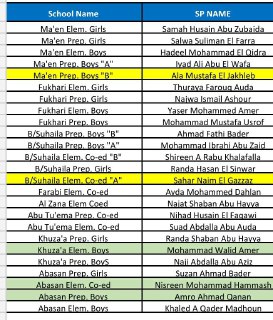 School Name SP NAME
Ma'en Elem. Girls Samah Husain Abu Zubaida
Ma'en Prep. Girls Salwa Suliman El Farra
Ma'en Elem. Boys Hadeel Mohammed El Qidra
Ma'en Prep. Boys "A" Iyad Ali Abu El Wafa
Ma'en Prep. Boys "B" Ala Mustafa El Jakhleb
Fukhari Elem. Girls Thuraya Farouq Auda
Fukhari Prep. Girls Najwa Ismail Ashour
Fukhari Elem. Boys Yaser Mohammed Amer
Fukhari Prep. Boys Mohammed Mustafa Usrof
B/Suhaila Prep. Boys "B" Ahmad Fathi Bader
B/Suhaila Prep. Boys "A" Mohammad Ibrahi Abu Zaid
B/Suhaila Elem. Co-ed "B" Shireen A Rabu Khalafalla
B/Suhaila Prep. Girls Randa Hasan El Sinwar
B/Suhaila Elem. Co-ed "A" Sahar Naim El Gazzaz
Farabi Elem. Co-ed Ayda Mohammed Dahlan
Al Zana Elem Coed Najat Shaban Abu Hayya
Abu Tu'ema Prep. Co-ed Nihad Husain El Faqawi
Abu Tu'ema Elem. Co-ed Suad Abdalla Abu Auda
Khuza'a Prep. Girls Randa Shaban Abu Hayya
Khuza'a Elem. Boys Mohammad Walid Amer
Khuza'a Prep. BoyS Naji Abdalla Abu Aziz
Abasan Prep. Girls Suzan Ahmad Bader
Abasan Elem. Co-ed Nisreen Mohammad Hammash
Abasan Prep. Boys Amro Ahmad Qanan
Abasan Elem. Boys Khaled A Qader Madhoun